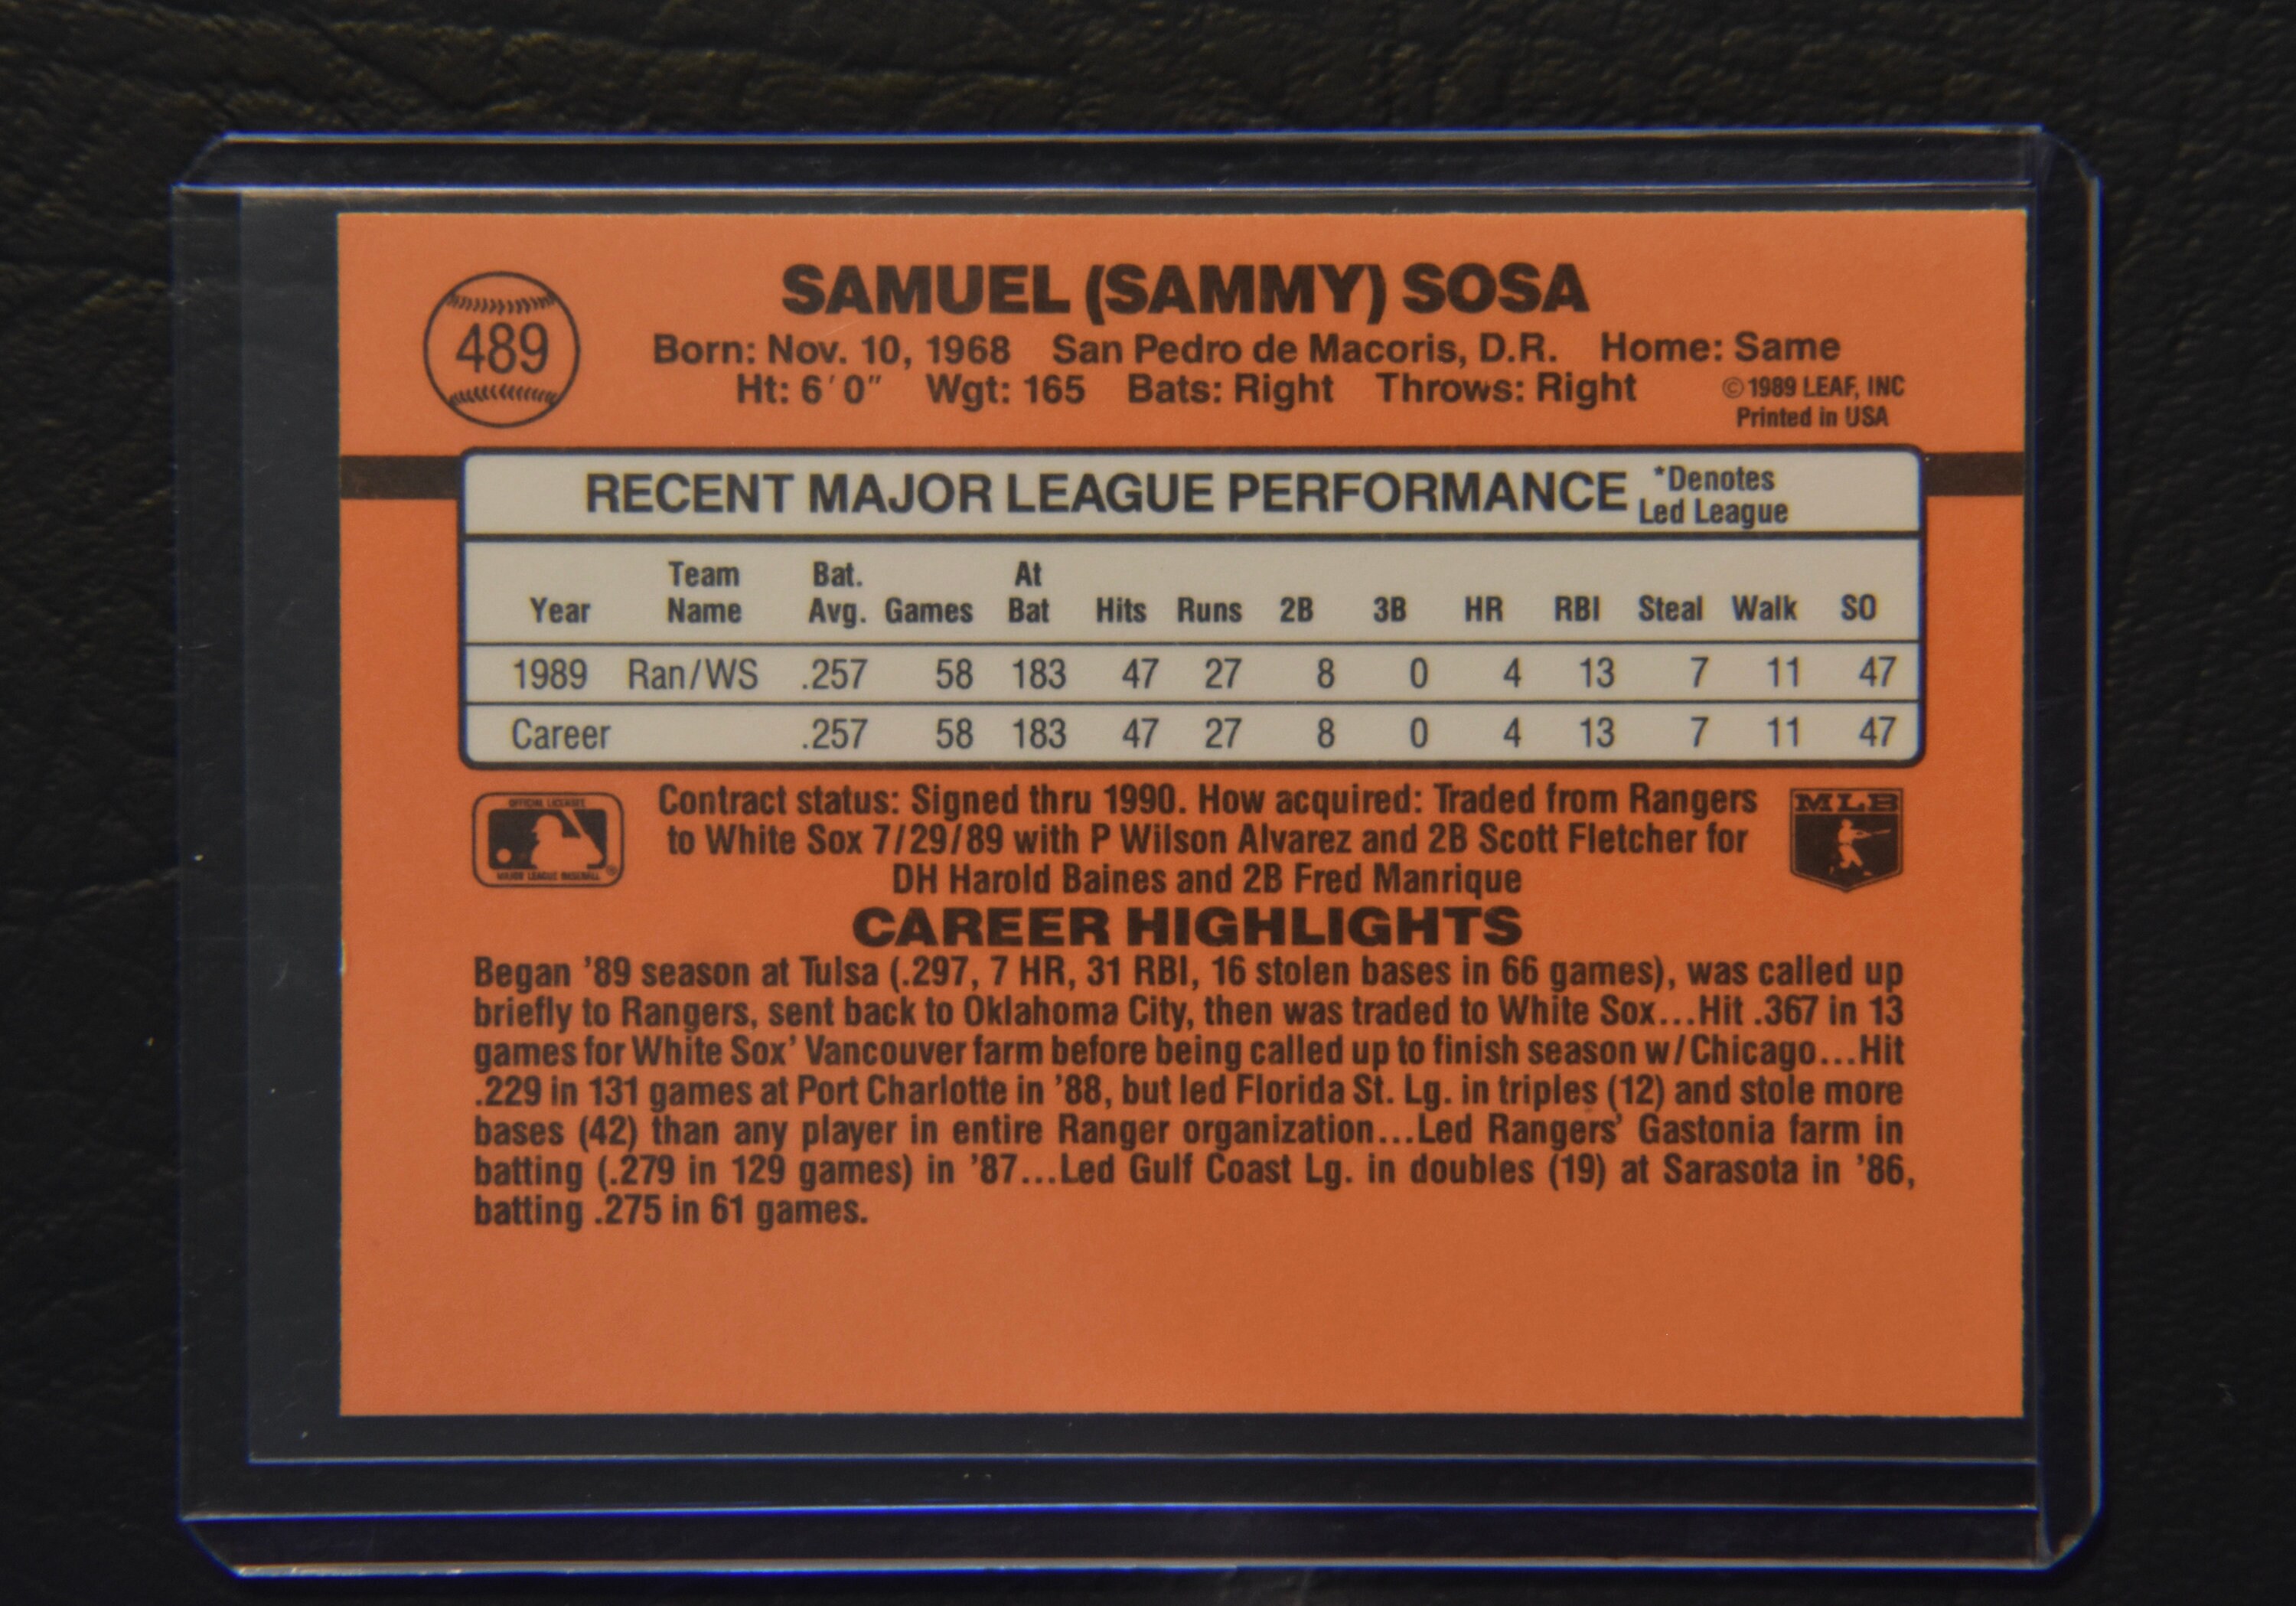 489
SAMUEL (SAMMY) SOSA
Born: Nov. 10, 1968 San Pedro de Macoris, D.R. Home: Same
Ht: 6'0" Wgt: 165 Bats: Right Throws: Right
© 1989 LEAF, INC
Printed in USA
RECENT MAJOR LEAGUE PERFORMANCE
*Denotes
Led League
Year Team Name Bat. Avg. Games At Bat Hits Runs 2B 3B HR RBI Steal Walk SO
1989 Ran/WS .257 58 183 47 27 8 0 4 13 7 11 47
Career .257 58 183 47 27 8 0 4 13 7 11 47
OFFICIAL LICENSEE
MAJOR LEAGUE BASEBALL ®
Contract status: Signed thru 1990. How acquired: Traded from Rangers
to White Sox 7/29/89 with P Wilson Alvarez and 2B Scott Fletcher for
DH Harold Baines and 2B Fred Manrique
MLB
CAREER HIGHLIGHTS
Began '89 season at Tulsa (.297, 7 HR, 31 RBI, 16 stolen bases in 66 games), was called up
briefly to Rangers, sent back to Oklahoma City, then was traded to White Sox...Hit .367 in 13
games for White Sox' Vancouver farm before being called up to finish season w/Chicago...Hit
.229 in 131 games at Port Charlotte in '88, but led Florida St. Lg. in triples (12) and stole more
bases (42) than any player in entire Ranger organization...Led Rangers' Gastonia farm in
batting (.279 in 129 games) in '87...Led Gulf Coast Lg. in doubles (19) at Sarasota in '86,
batting .275 in 61 games.